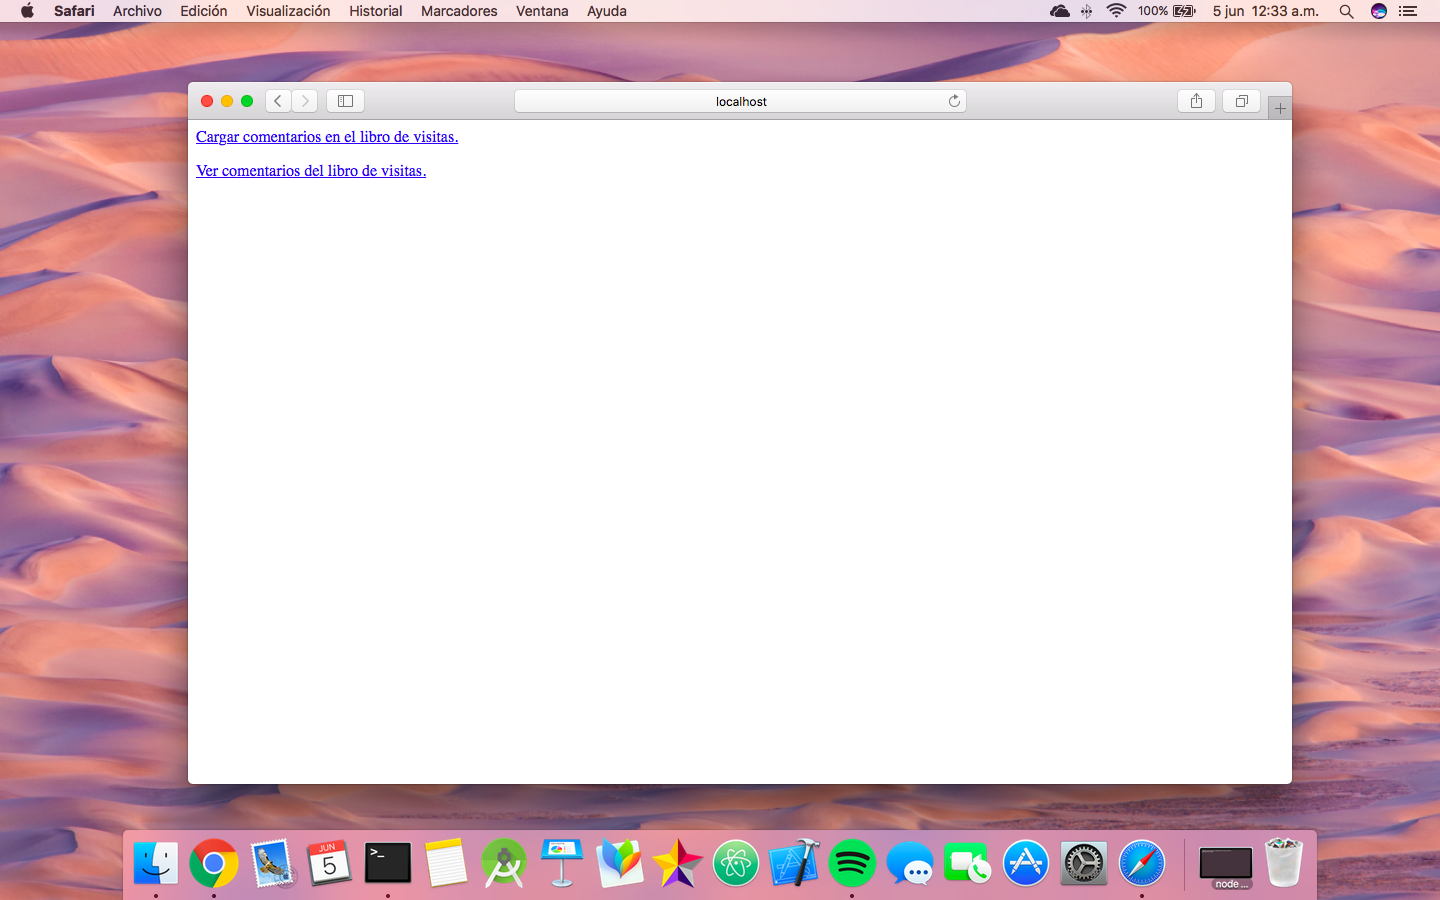 Safari Archivo Edición Visualización Historial Marcadores Ventana Ayuda 100% 5 jun 12:33 a.m.
localhost
Cargar comentarios en el libro de visitas.
Ver comentarios del libro de visitas.
JUN
5
>_
node ...